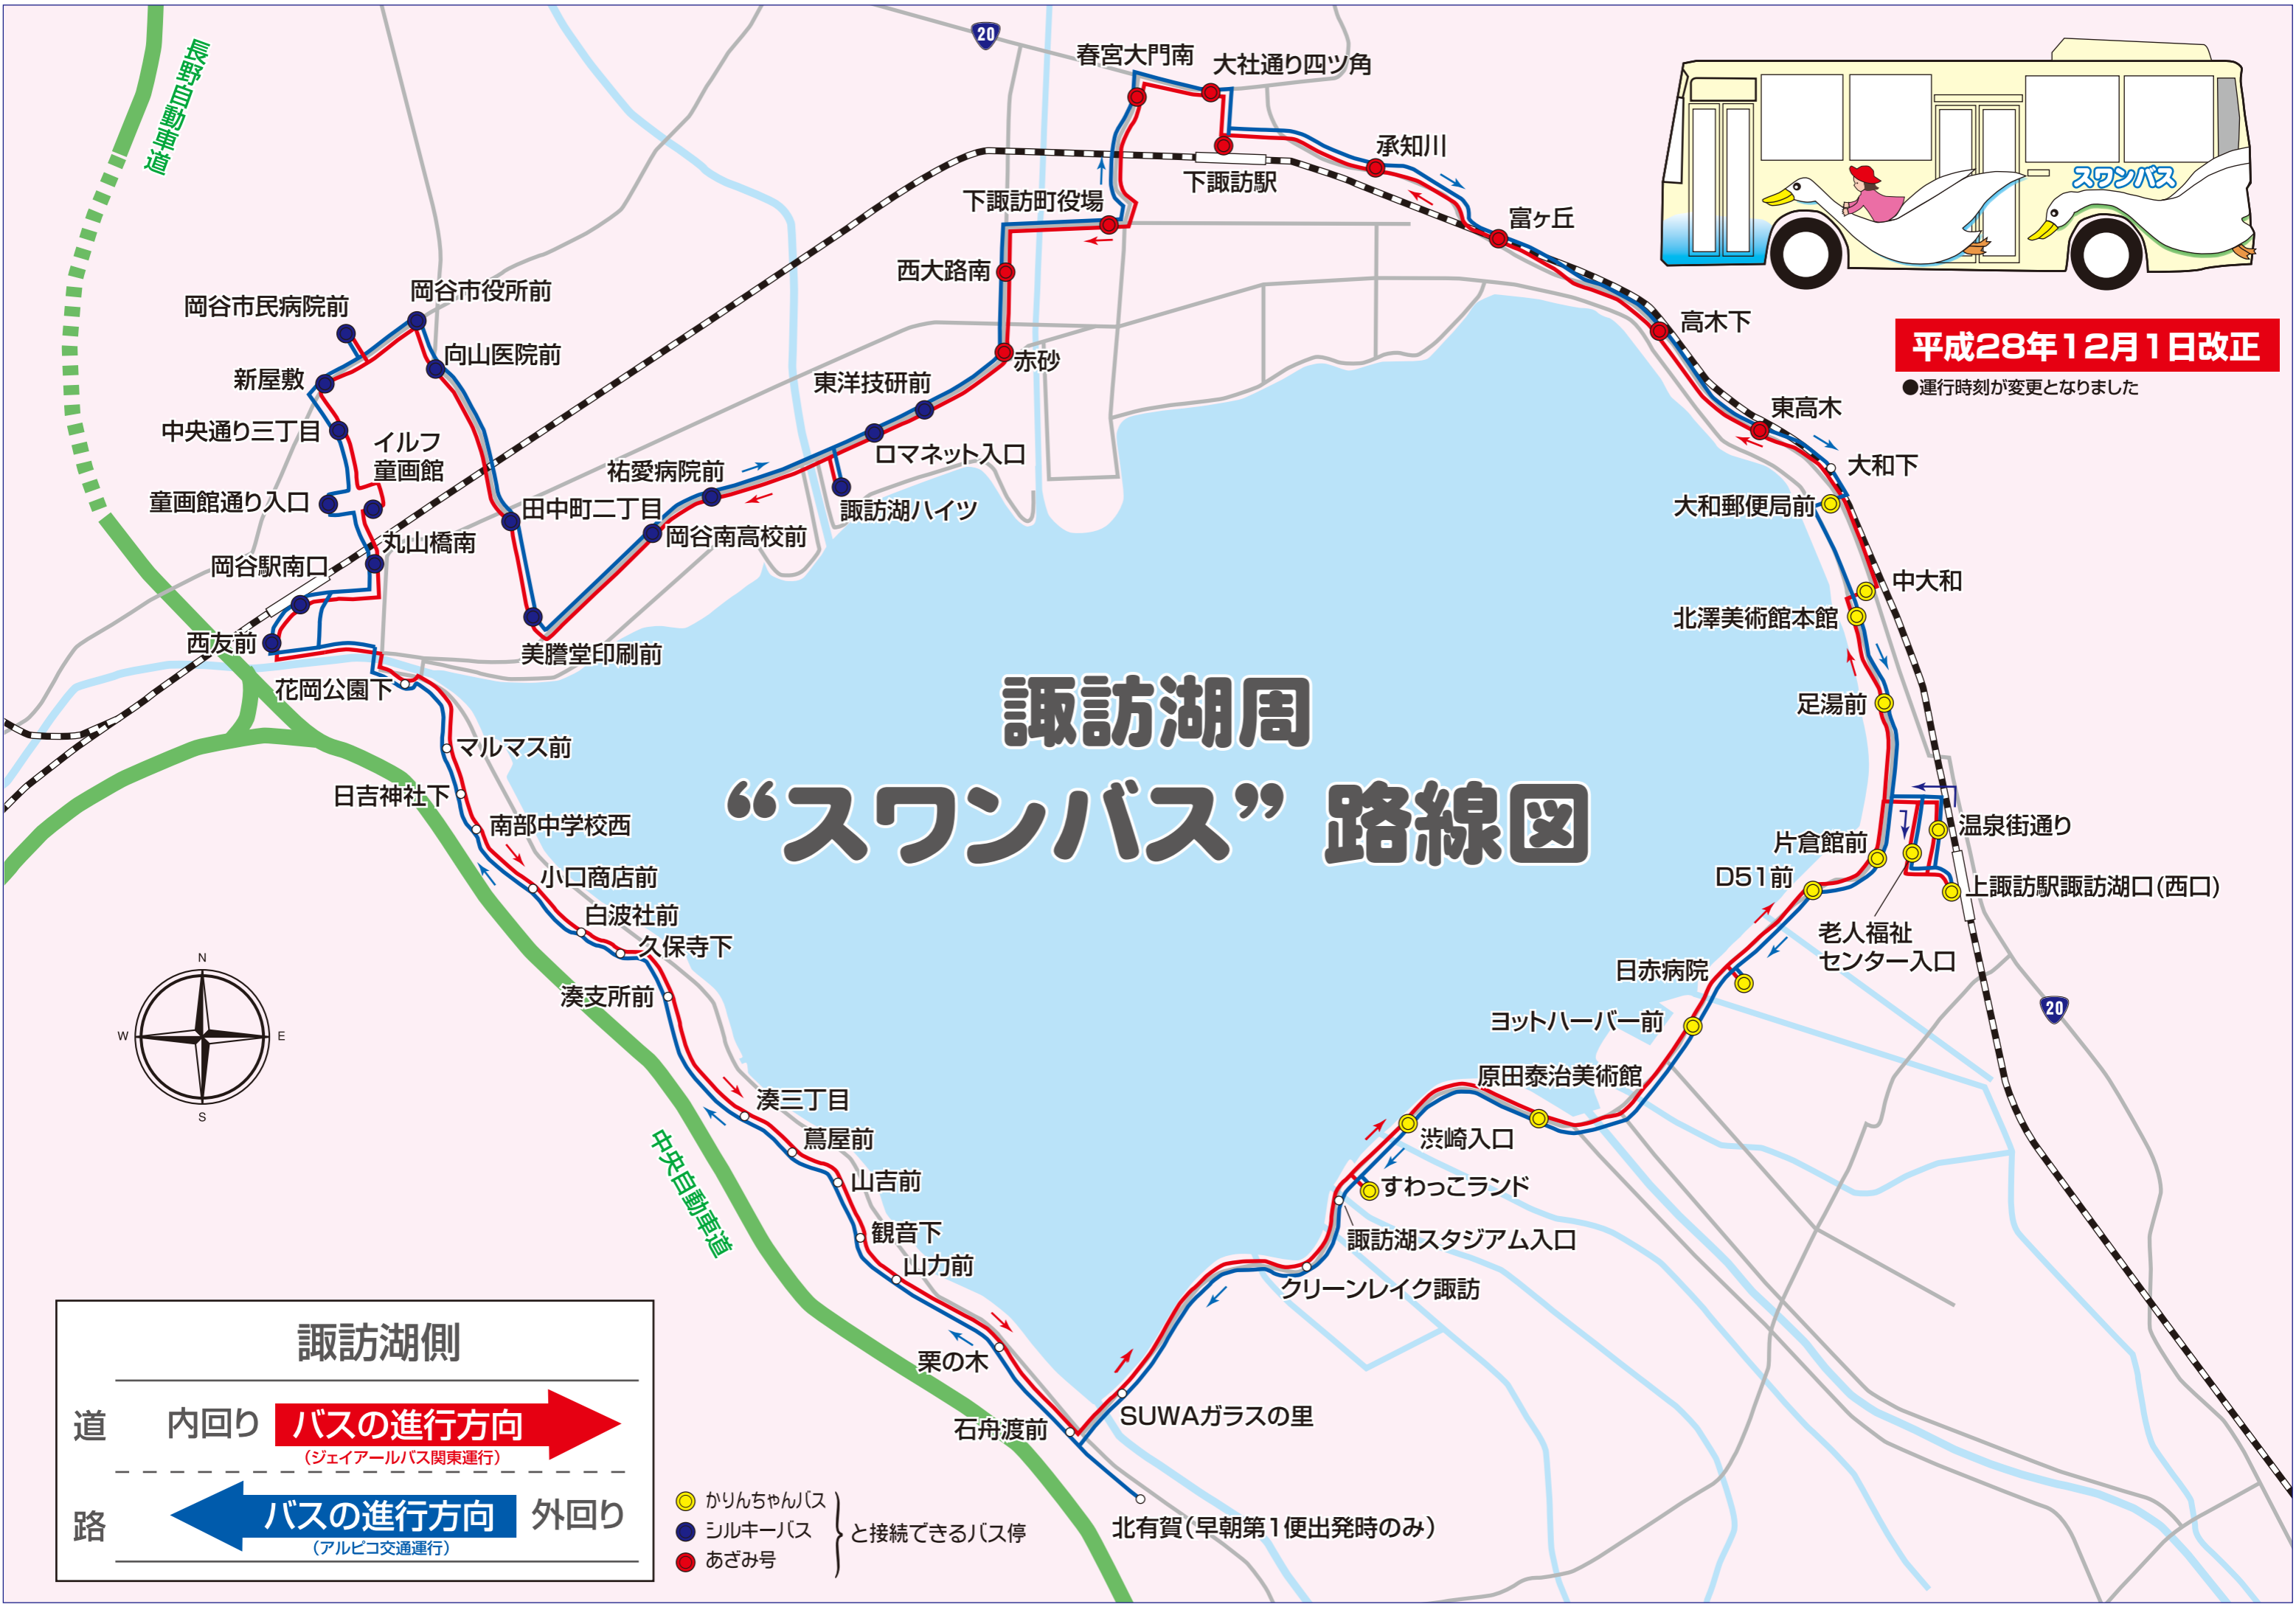 諏訪湖周
“スワンバス” 路線図
スワンバス
平成28年12月1日改正
●運行時刻が変更となりました
20
長野自動車道
春宮大門南
大社通り四ツ角
承知川
下諏訪駅
下諏訪町役場
富ヶ丘
西大路南
高木下
赤砂
東高木
東洋技研前
ロマネット入口
大和下
大和郵便局前
岡谷市民病院前
岡谷市役所前
向山医院前
新屋敷
中央通り三丁目
イルフ
童画館
童画館通り入口
丸山橋南
岡谷駅南口
西友前
祐愛病院前
諏訪湖ハイツ
田中町二丁目
岡谷南高校前
美謄堂印刷前
中大和
北澤美術館本館
足湯前
温泉街通り
片倉館前
D51前
上諏訪駅諏訪湖口(西口)
老人福祉
センター入口
日赤病院
ヨットハーバー前
20
原田泰治美術館
渋崎入口
すわっこランド
諏訪湖スタジアム入口
クリーンレイク諏訪
SUWAガラスの里
北有賀(早朝第1便出発時のみ)
石舟渡前
栗の木
山力前
観音下
山吉前
蔦屋前
湊三丁目
湊支所前
久保寺下
白波社前
小口商店前
南部中学校西
日吉神社下
マルマス前
花岡公園下
中央自動車道
N
W
E
S
諏訪湖側
道
内回り
バスの進行方向
(ジェイアールバス関東運行)
路
バスの進行方向
外回り
(アルピコ交通運行)
かりんちゃんバス
シルキーバス
あざみ号
と接続できるバス停